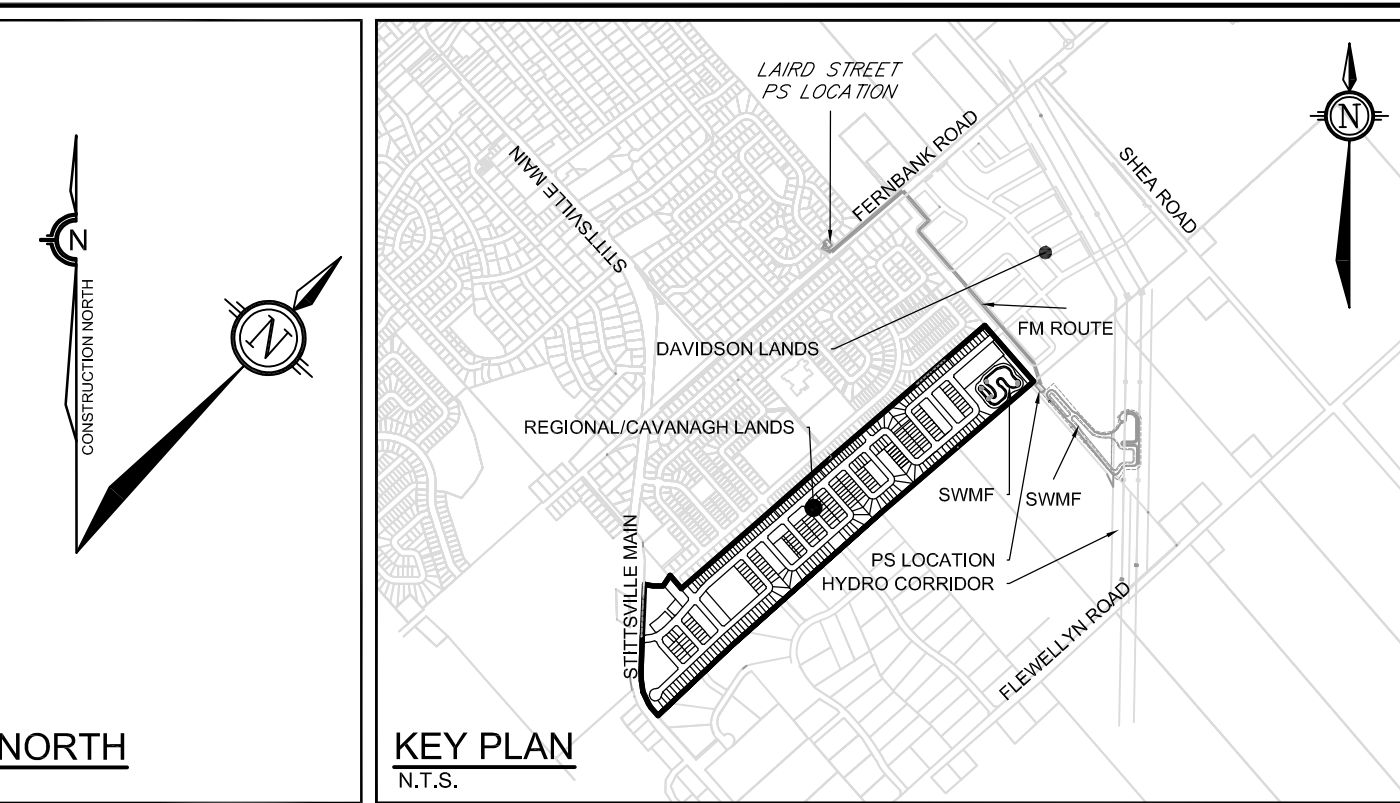 N
CONSTRUCTION NORTH
N
NORTH
LAIRD STREET
PS LOCATION
N
STITTSVILLE MAIN
FERNBANK ROAD
SHEA ROAD
FM ROUTE
DAVIDSON LANDS
REGIONAL/CAVANAGH LANDS
SWMF
SWMF
PS LOCATION
HYDRO CORRIDOR
STITTSVILLE MAIN
FLEWELLYN ROAD
KEY PLAN
N.T.S.